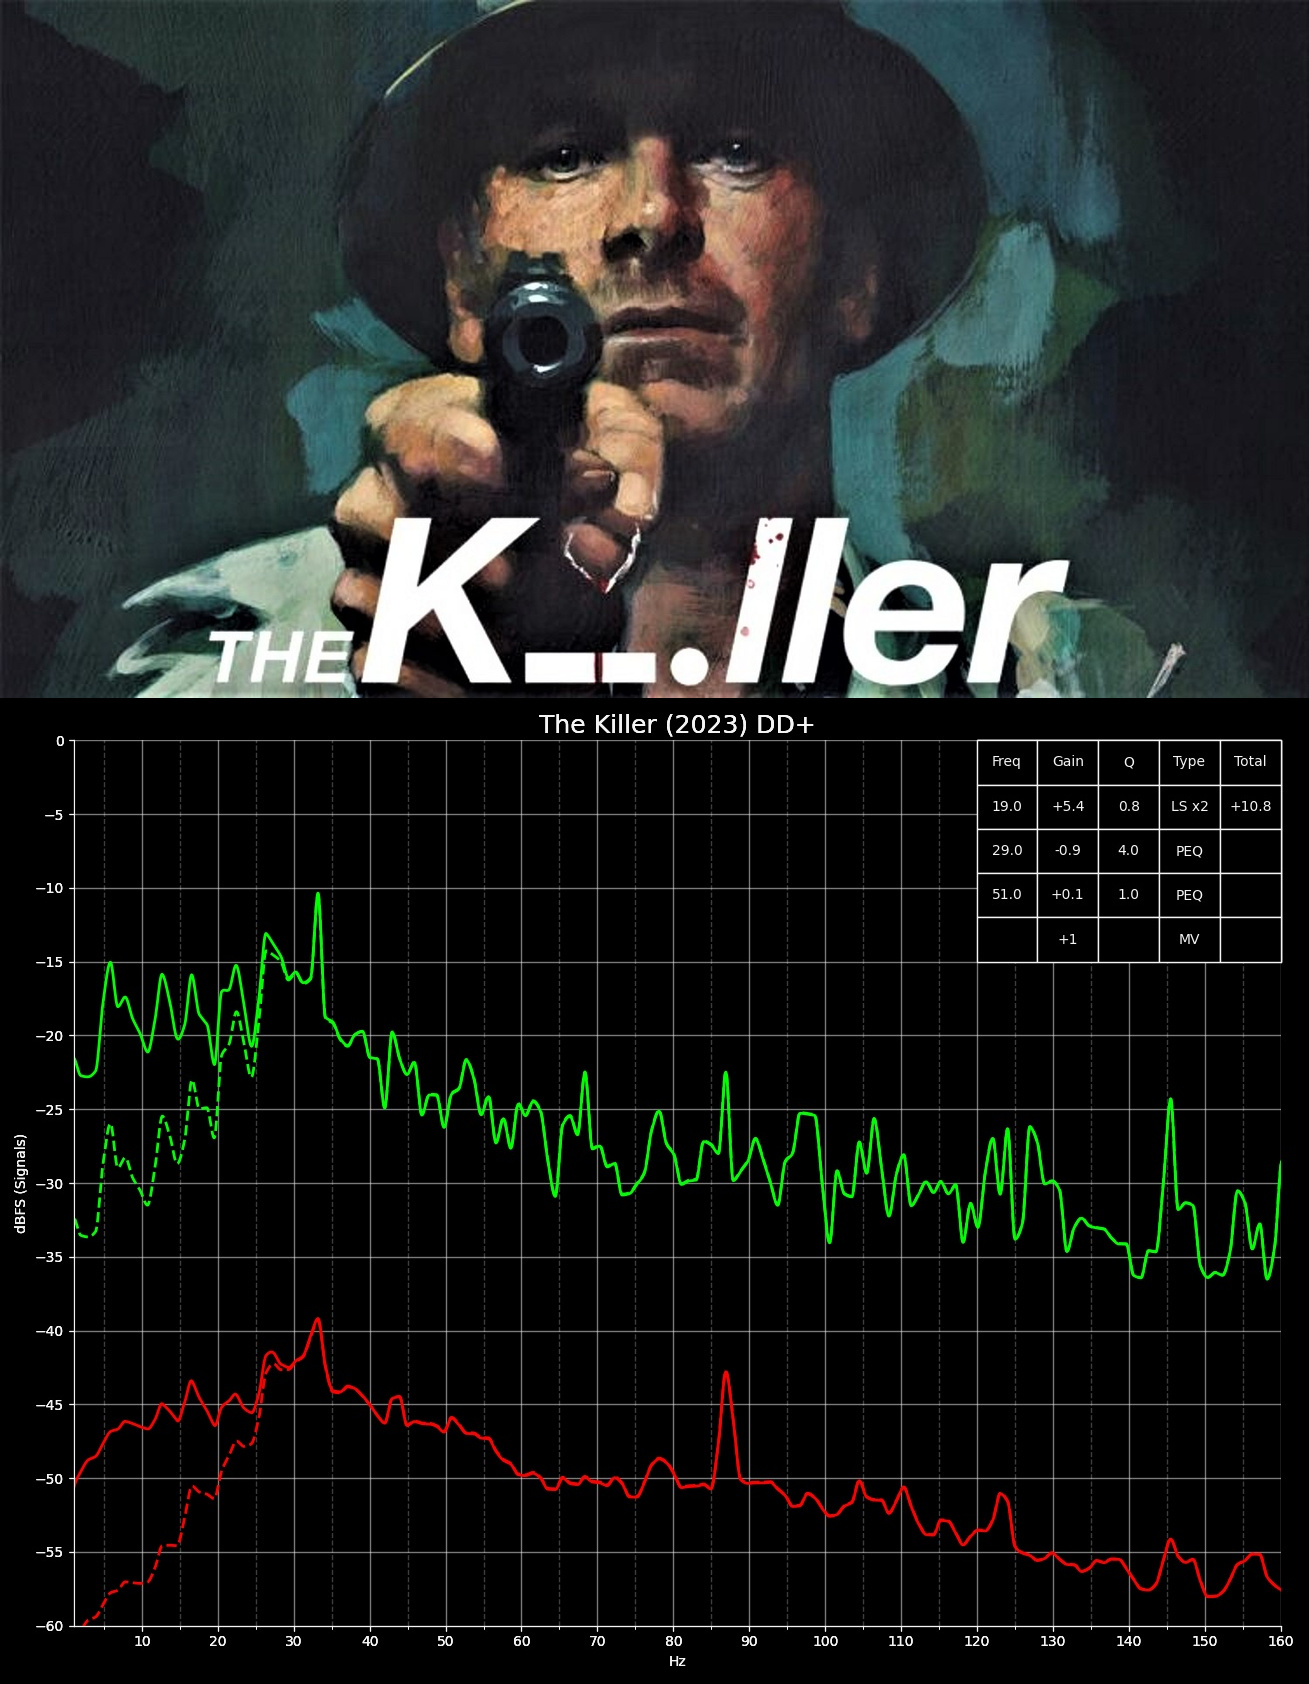 THE K_ _.ller
The Killer (2023) DD+
Freq Gain Q Type Total
19.0 +5.4 0.8 LS x2 +10.8
29.0 -0.9 4.0 PEQ
51.0 +0.1 1.0 PEQ
+1 MV
dBFS (Signals)
0
−5
−10
−15
−20
−25
−30
−35
−40
−45
−50
−55
−60
10 20 30 40 50 60 70 80 90 100 110 120 130 140 150 160
Hz